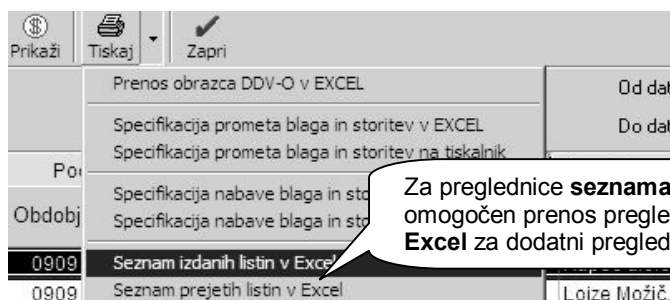 Prikaži Tiskaj Zapri
Prenos obrazca DDV-O v EXCEL
Od dat
Specifikacija prometa blaga in storitev v EXCEL
Do dat
Specifikacija prometa blaga in storitev na tiskalnik
Specifikacija nabave blaga in sto
Obdobj
Specifikacija nabave blaga in sto
Za preglednice seznama
omogočen prenos pregle
Excel za dodatni pregled
0909 Seznam izdanih listin v Excel
0909 Seznam prejetih listin v Excel
Lojze Možič